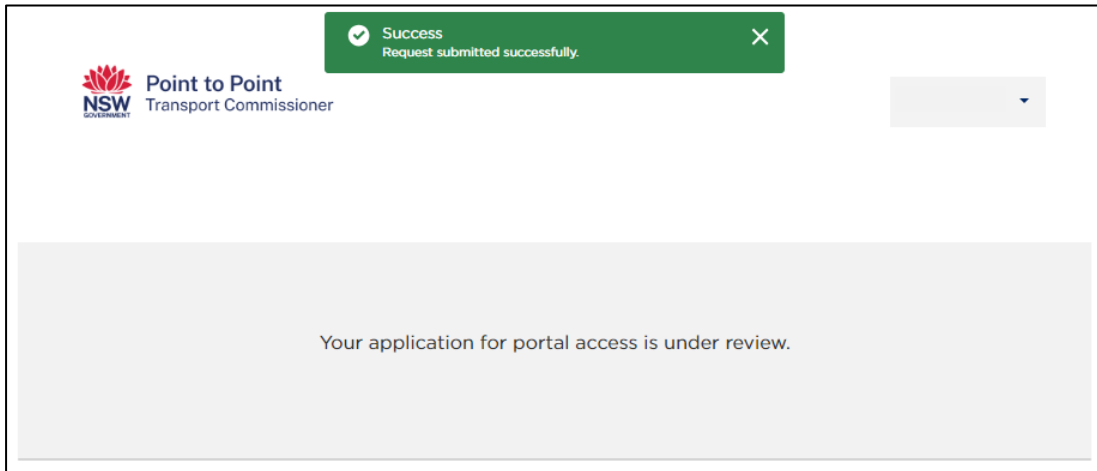 Success
Request submitted successfully.
Point to Point
Transport Commissioner
NSW
GOVERNMENT
Your application for portal access is under review.